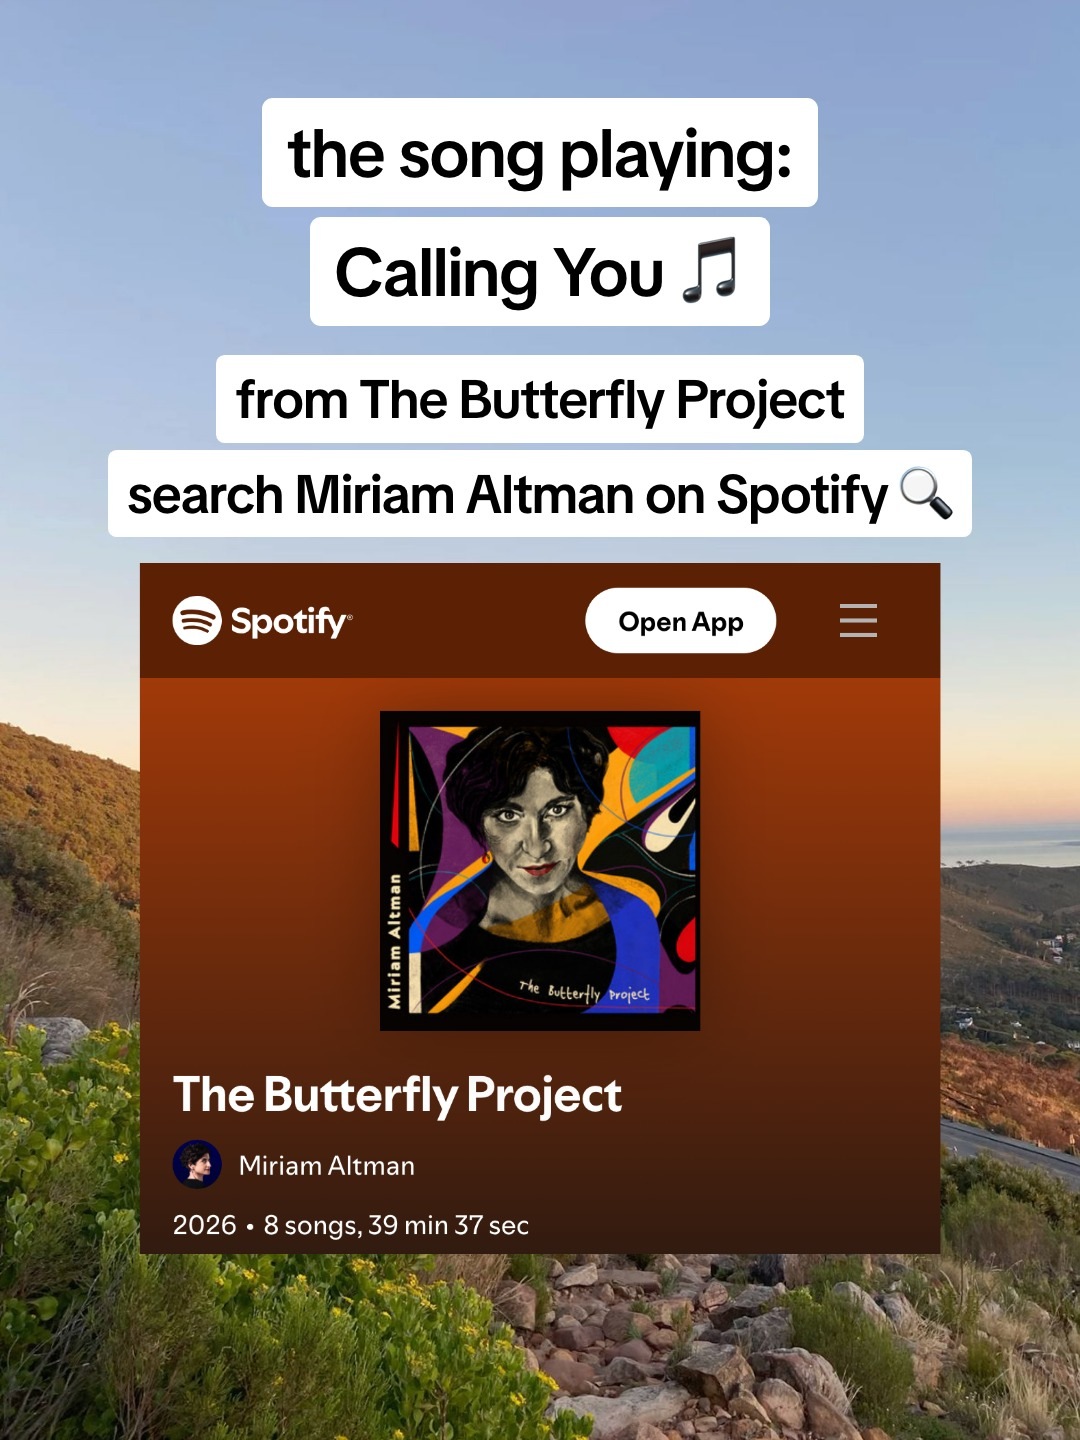 the song playing:
Calling You 🎵
from The Butterfly Project
search Miriam Altman on Spotify 🔍
Spotify®
Open App
Miriam Altman
The Butterfly Project
The Butterfly Project
Miriam Altman
2026 • 8 songs, 39 min 37 sec